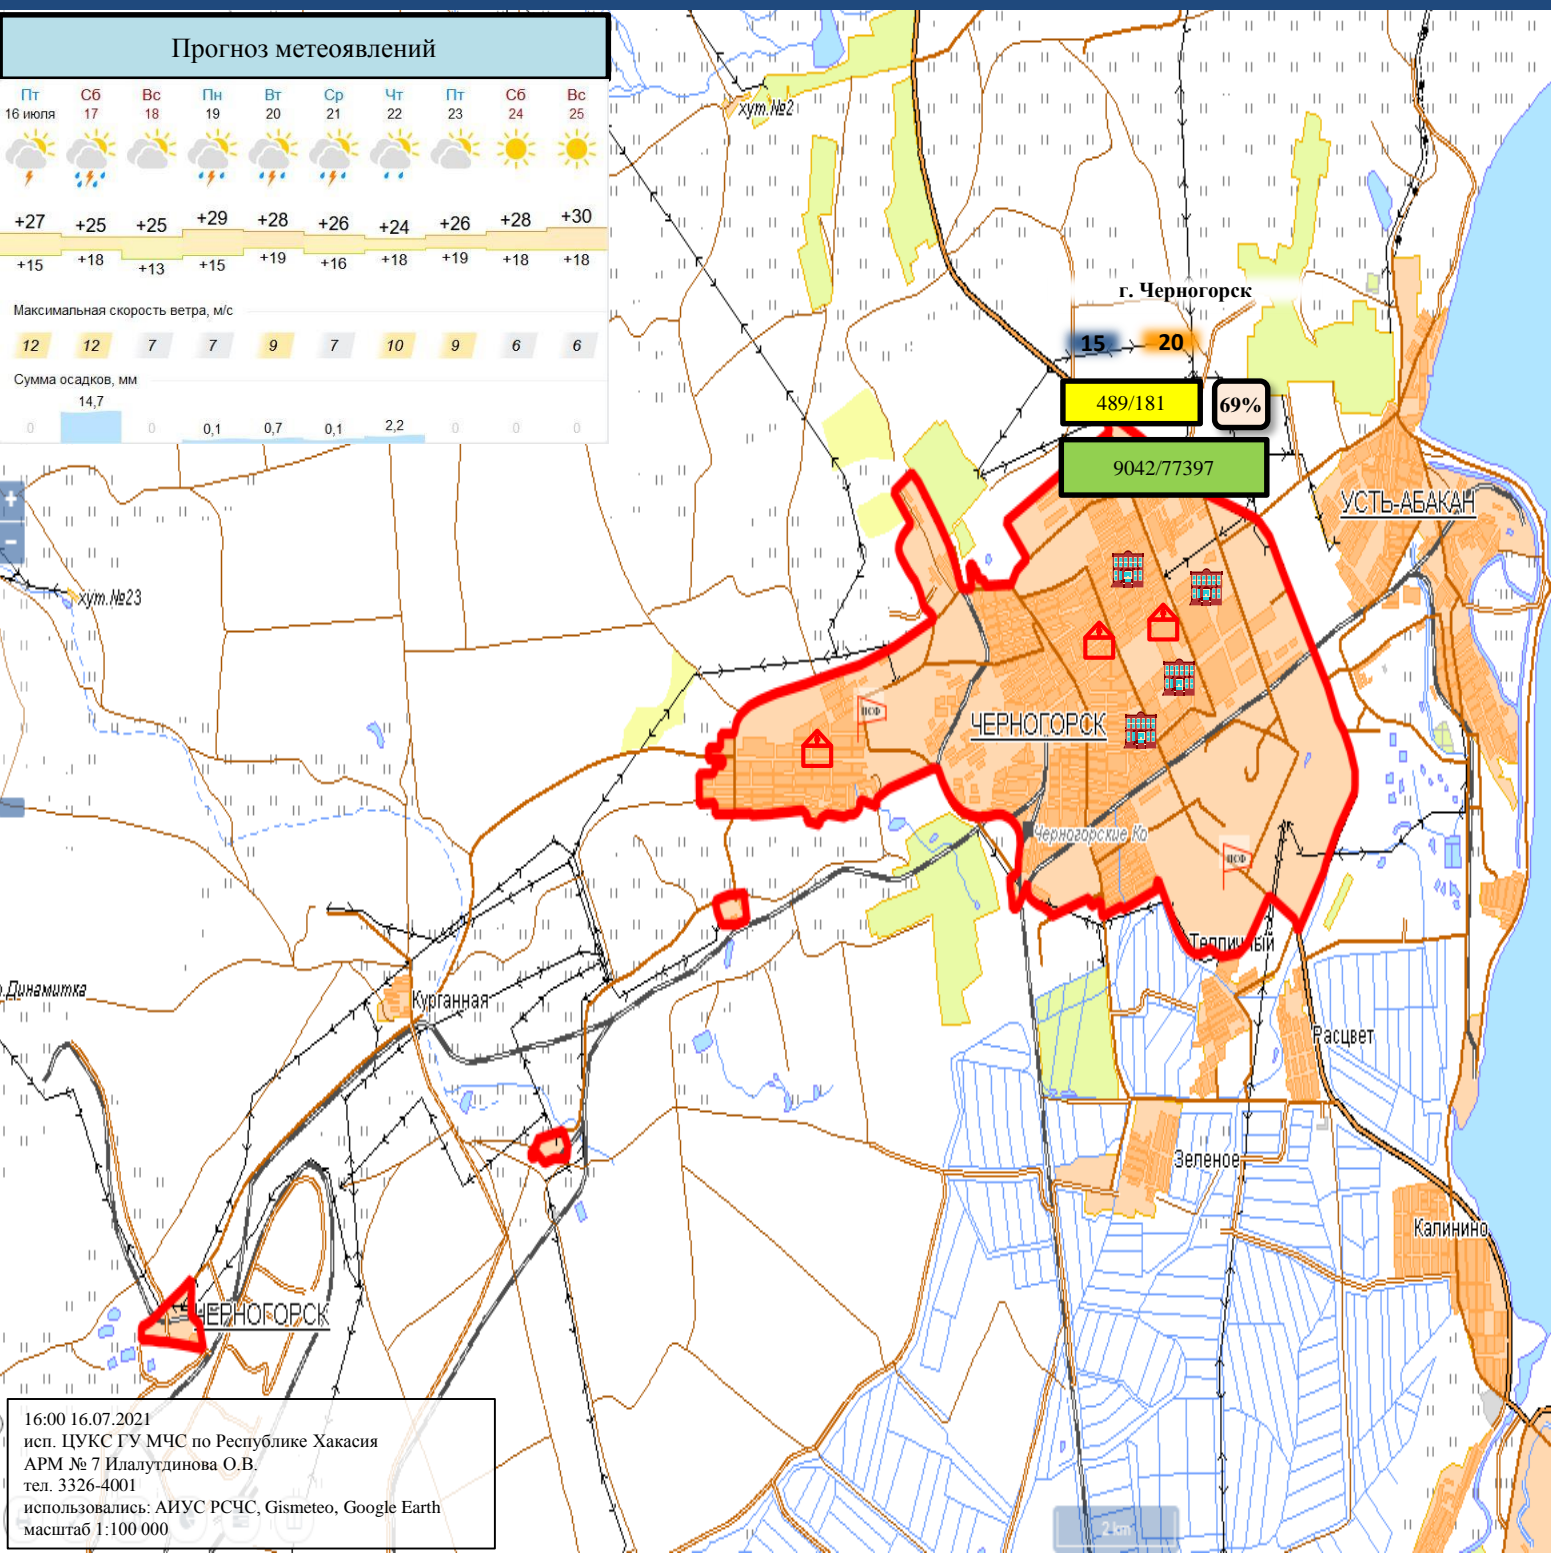 Прогноз метеоявлений
Пт Сб Вс Пн Вт Ср Чт Пт Сб Вс
16 июля 17 18 19 20 21 22 23 24 25
+27 +25 +25 +29 +28 +26 +24 +26 +28 +30
+15 +18 +13 +15 +19 +16 +18 +19 +18 +18
Максимальная скорость ветра, м/с
12 12 7 7 9 7 10 9 6 6
Сумма осадков, мм
0 14,7 0 0,1 0,7 0,1 2,2 0 0 0
+
-
хут.№2
г. Черногорск
15 20
489/181 69%
9042/77397
УСТЬ-АБАКАН
хут.№23
ПСФ
ЧЕРНОГОРСК
Черногорские Ко
ПСФ
Тепличный
Динамитка
Курганная
Расцвет
Зеленое
Калинино
ЧЕРНОГОРСК
16:00 16.07.2021
исп. ЦУКС ГУ МЧС по Республике Хакасия
АРМ № 7 Илалутдинова О.В.
тел. 3326-4001
использовались: АИУС РСЧС, Gismeteo, Google Earth
масштаб 1:100 000
2 km